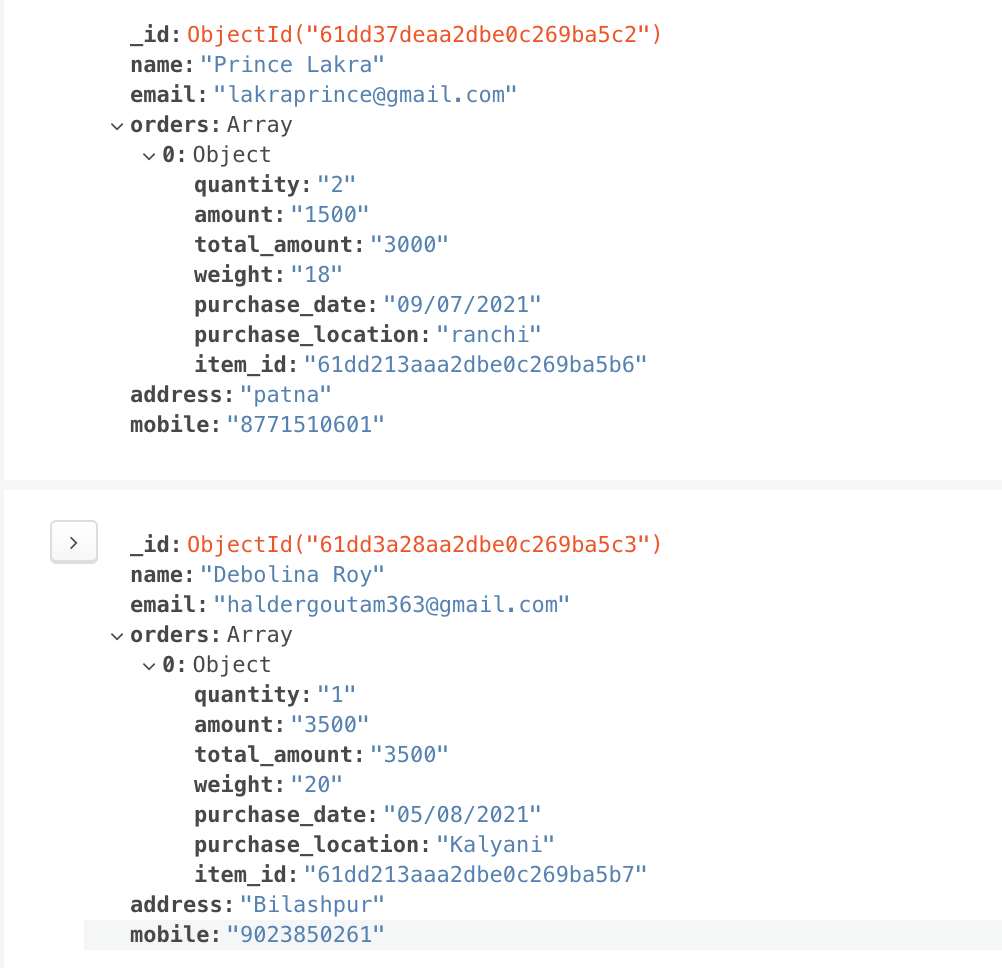 _id: ObjectId("61dd37deaa2dbe0c269ba5c2")
name: "Prince Lakra"
email: "lakraprince@gmail.com"
orders: Array
0: Object
quantity: "2"
amount: "1500"
total_amount: "3000"
weight: "18"
purchase_date: "09/07/2021"
purchase_location: "ranchi"
item_id: "61dd213aaa2dbe0c269ba5b6"
address: "patna"
mobile: "8771510601"
_id: ObjectId("61dd3a28aa2dbe0c269ba5c3")
name: "Debolina Roy"
email: "haldergoutam363@gmail.com"
orders: Array
0: Object
quantity: "1"
amount: "3500"
total_amount: "3500"
weight: "20"
purchase_date: "05/08/2021"
purchase_location: "Kalyani"
item_id: "61dd213aaa2dbe0c269ba5b7"
address: "Bilashpur"
mobile: "9023850261"